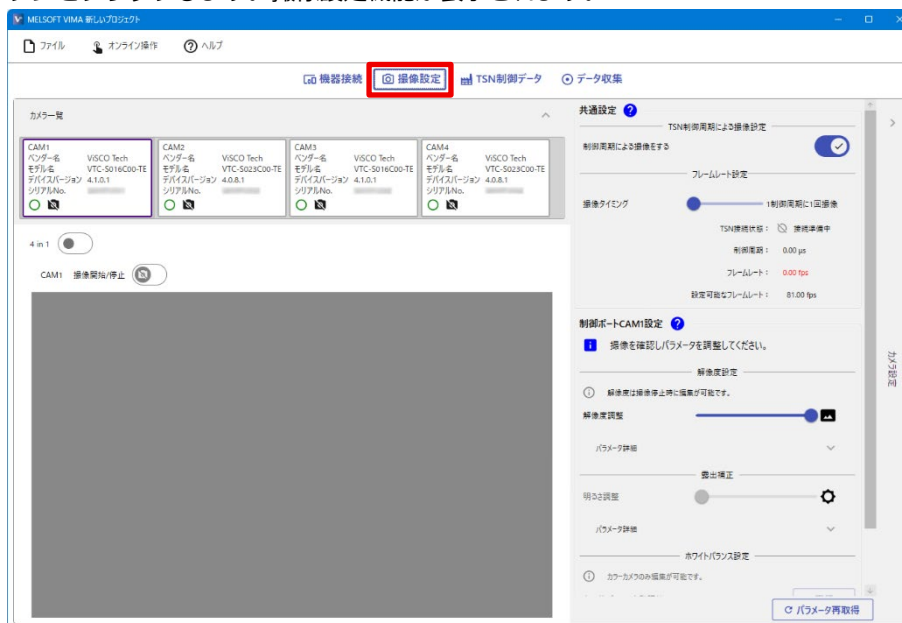 MELSOFT VIMA 新しいプロジェクト
ファイル オンライン操作 ヘルプ
機器接続 撮像設定 TSN制御データ データ収集
カメラ一覧
CAM1
ベンダー名 ViSCO Tech
モデル名 VTC-S016C00-TE
デバイスバージョン 4.1.0.1
シリアルNo.
CAM2
ベンダー名 ViSCO Tech
モデル名 VTC-S023C00-TE
デバイスバージョン 4.0.8.1
シリアルNo.
CAM3
ベンダー名 ViSCO Tech
モデル名 VTC-S016C00-TE
デバイスバージョン 4.1.0.1
シリアルNo.
CAM4
ベンダー名 ViSCO Tech
モデル名 VTC-S023C00-TE
デバイスバージョン 4.0.8.1
シリアルNo.
4 in 1
CAM1 撮像開始/停止
共通設定
TSN制御周期による撮像設定
制御周期による撮像をする
フレームレート設定
撮像タイミング 1制御周期に1回撮像
TSN接続状態: 接続準備中
制御周期: 0.00 μs
フレームレート: 0.00 fps
設定可能なフレームレート: 81.00 fps
制御ポートCAM1設定
撮像を確認しパラメータを調整してください。
解像度設定
解像度は撮像停止時に編集が可能です。
解像度調整
パラメータ詳細
露出補正
明るさ調整
パラメータ詳細
ホワイトバランス設定
カラーカメラのみ編集が可能です。
パラメータ再取得
カメラ設定